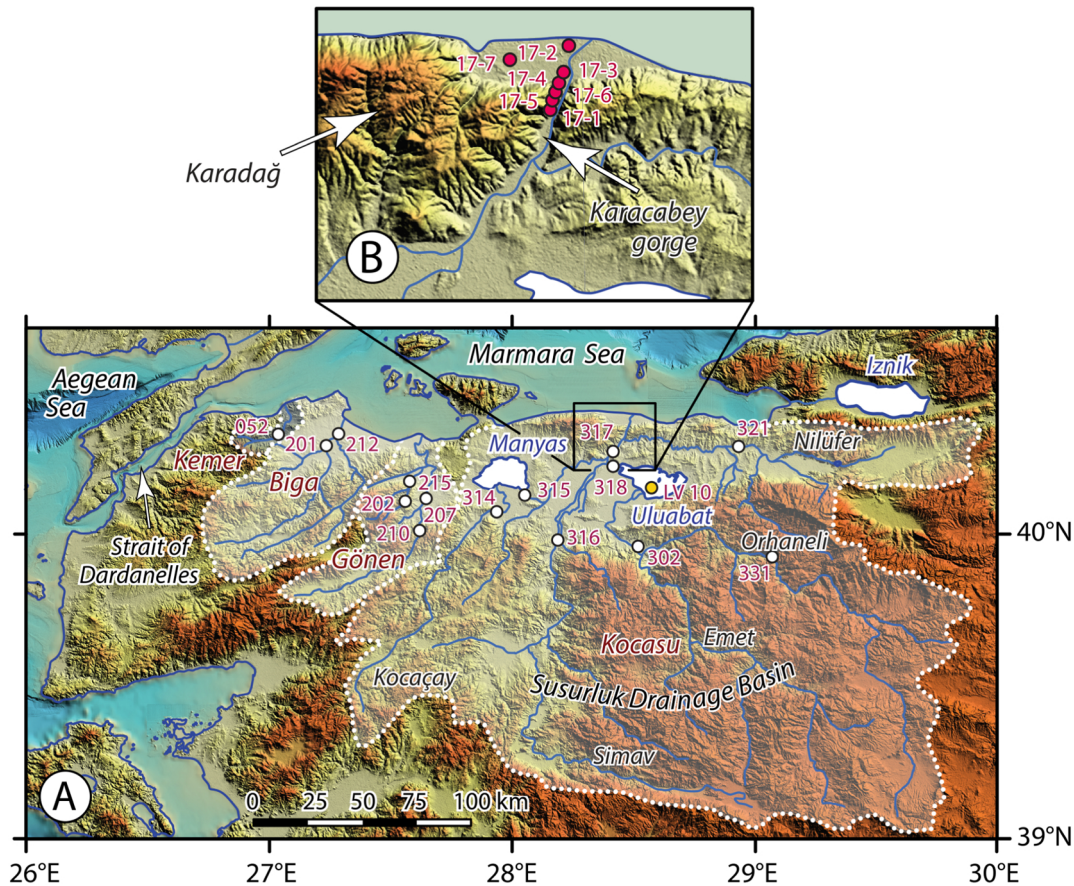 17-2
17-7
17-3
17-4
17-6
17-5
17-1
Karadağ
Karacabey
gorge
B
Marmara Sea
Iznik
Aegean
Sea
052
201
212
317
321
Nilüfer
Manyas
Kemer
Biga
215
314
315
318
LV 10
202
207
Uluabat
210
316
302
Orhaneli
331
40°N
Gönen
Strait of
Dardanelles
Kocasu
Emet
Kocaçay
Susurluk Drainage Basin
Simav
A
0 25 50 75 100 km
39°N
26°E 27°E 28°E 29°E 30°E